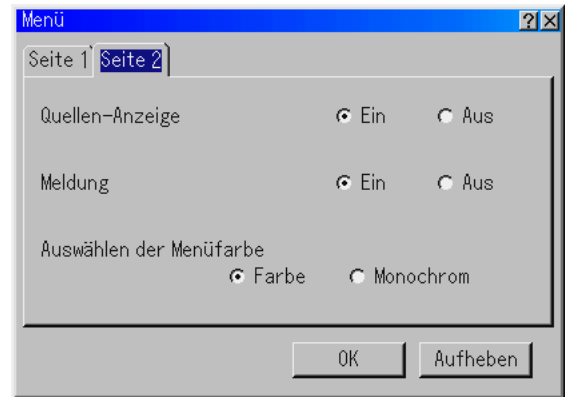 Menü
Seite 1 Seite 2
Quellen-Anzeige Ein Aus
Meldung Ein Aus
Auswählen der Menüfarbe
Farbe Monochrom
OK Aufheben